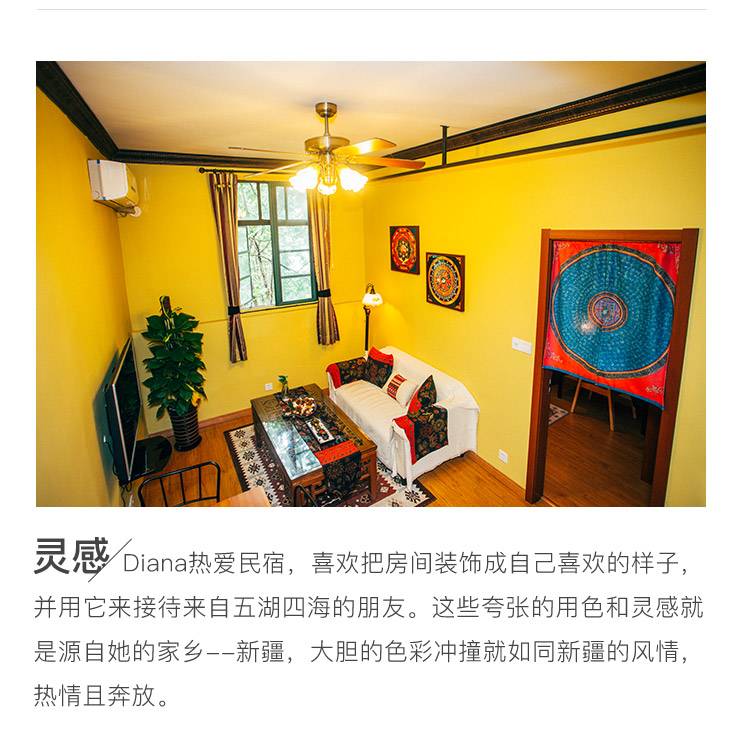 灵感/Diana热爱民宿，喜欢把房间装饰成自己喜欢的样子，
并用它来接待来自五湖四海的朋友。这些夸张的用色和灵感就
是源自她的家乡--新疆，大胆的色彩冲撞就如同新疆的风情，
热情且奔放。